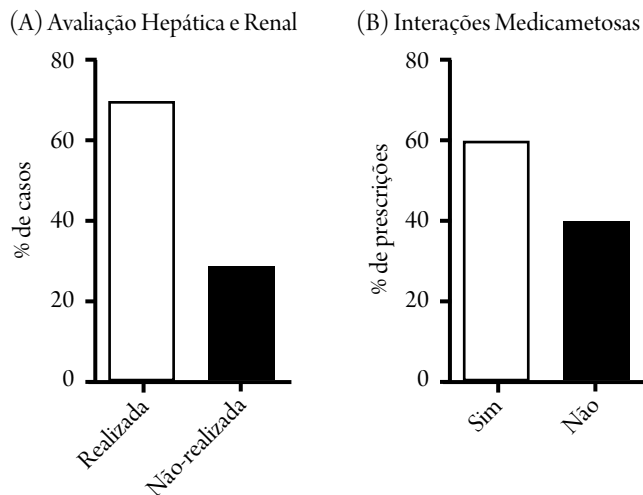 (A) Avaliação Hepática e Renal
(B) Interações Medicametosas
80
60
40
20
0
% de casos
Realizada
Não-realizada
80
60
40
20
0
% de prescrições
Sim
Não